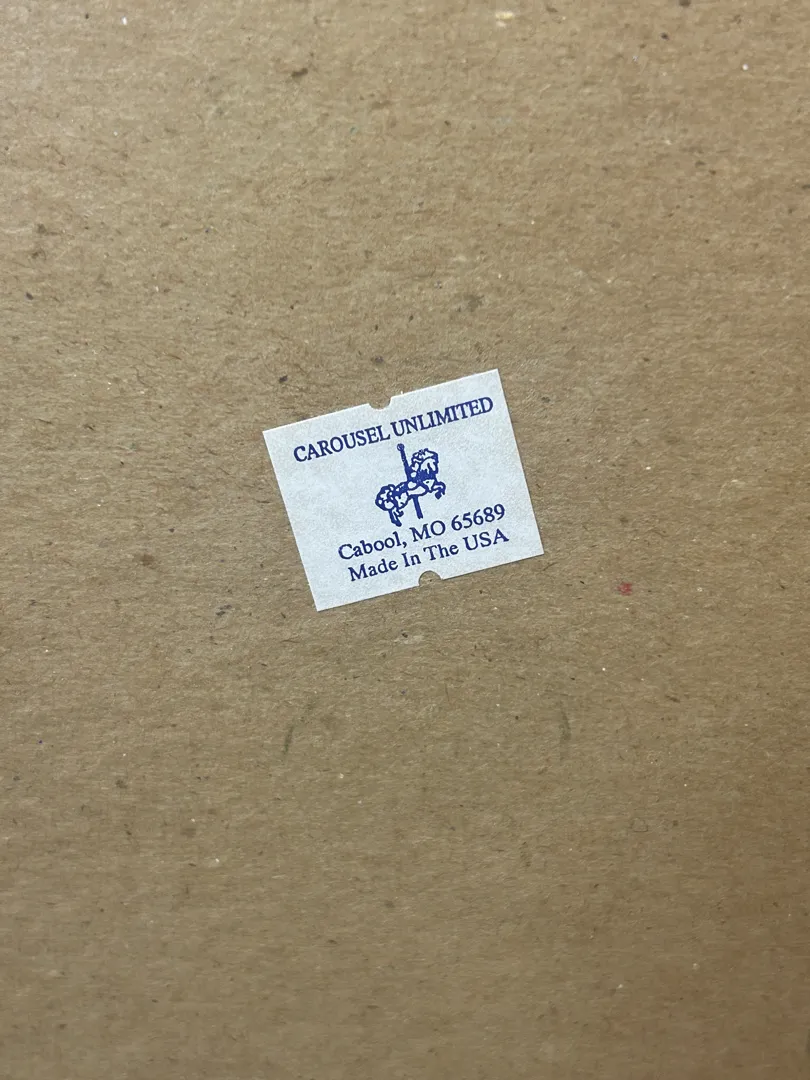 CAROUSEL UNLIMITED
Cabool, MO 65689
Made In The USA